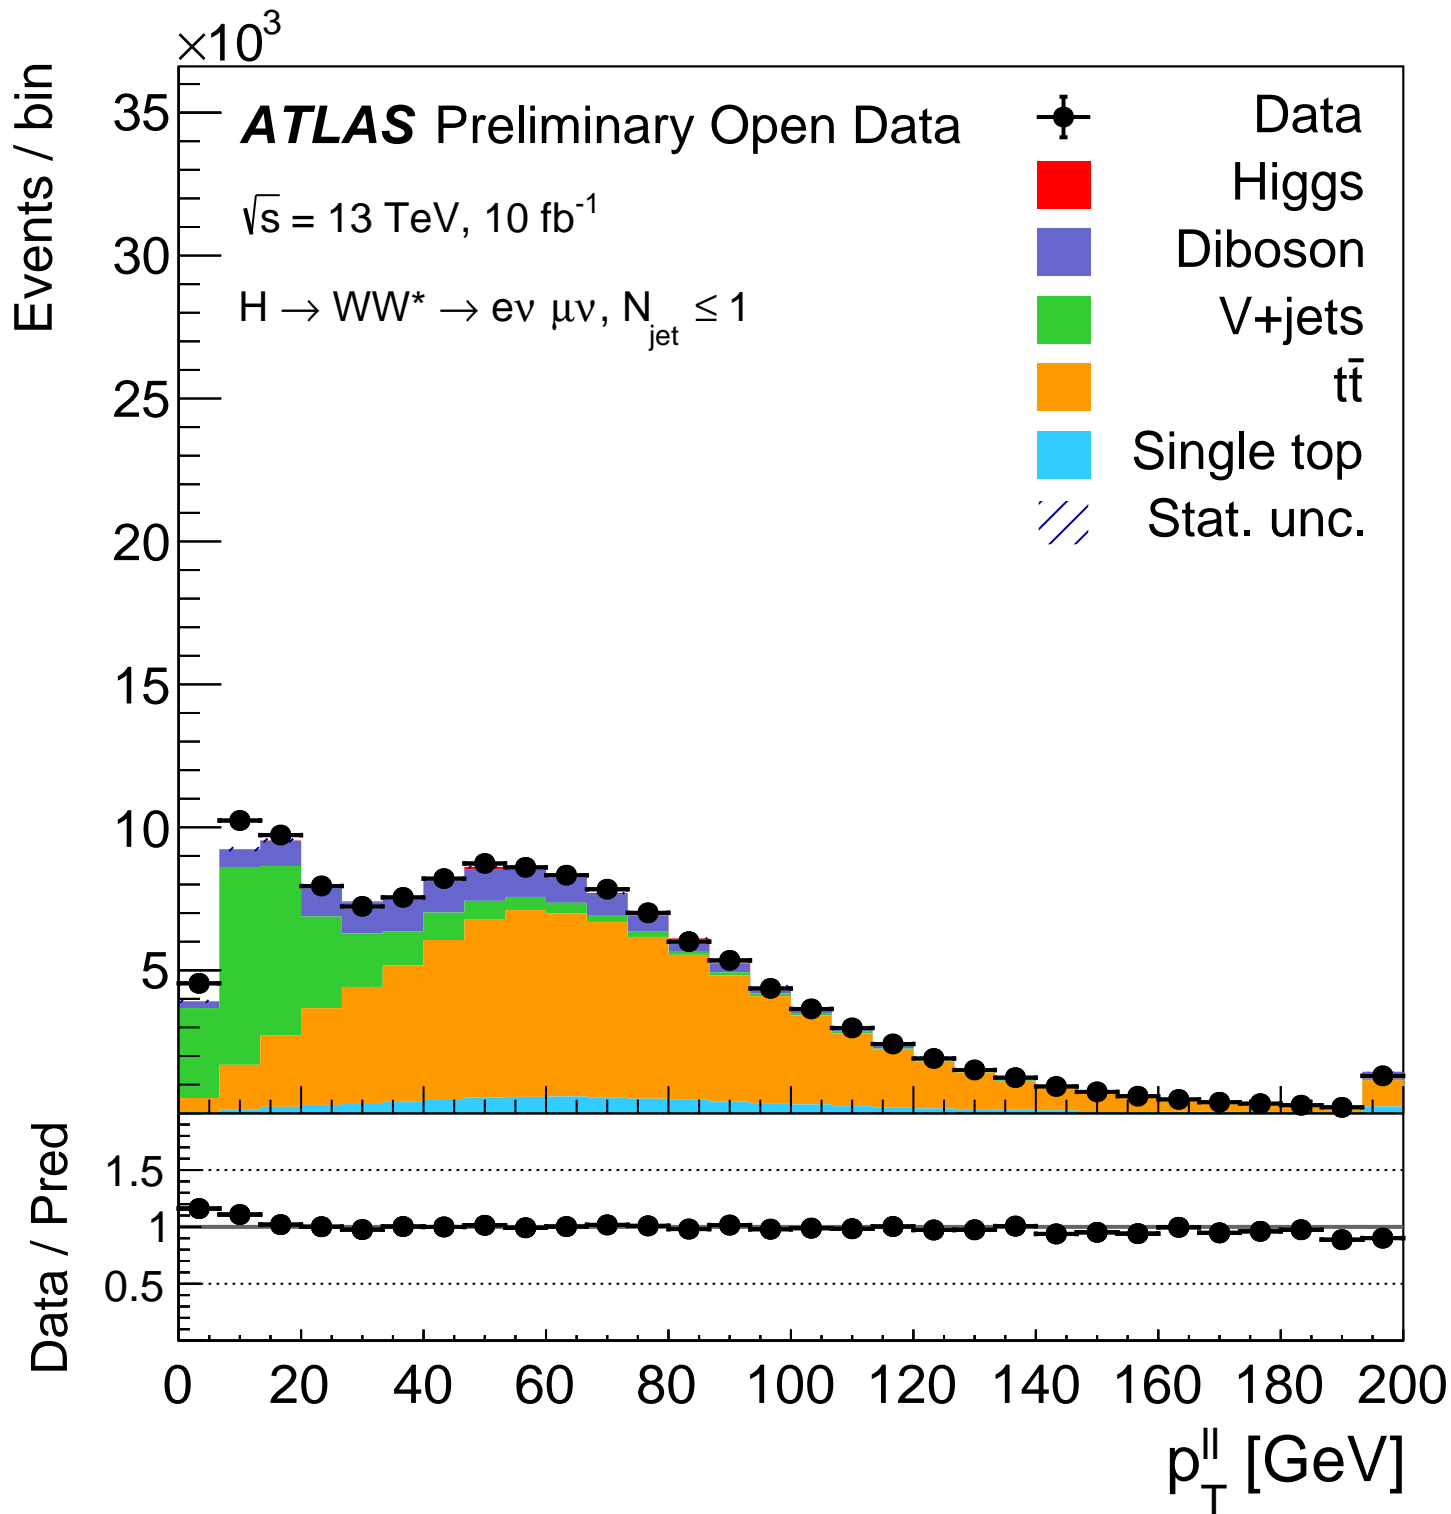 ×10³
Events / bin
35
30
25
20
15
10
5
ATLAS Preliminary Open Data
√s = 13 TeV, 10 fb⁻¹
H → WW* → eν μν, N_jet ≤ 1
Data
Higgs
Diboson
V+jets
tt̄
Single top
Stat. unc.
Data / Pred
1.5
1
0.5
0 20 40 60 80 100 120 140 160 180 200
p_T^ll [GeV]